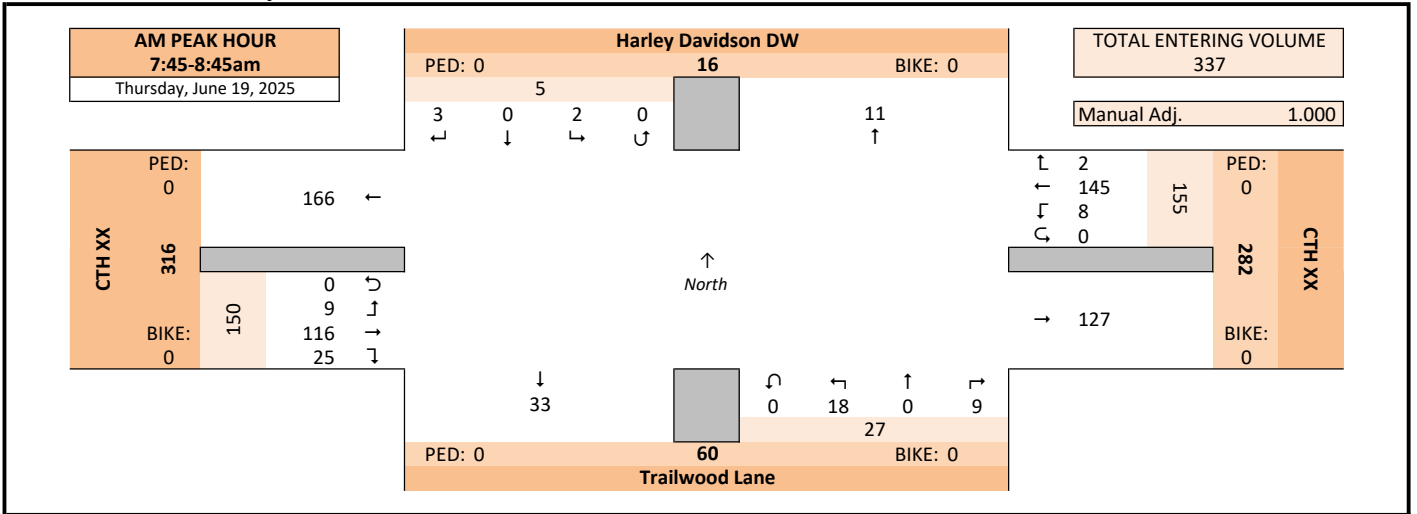 AM PEAK HOUR
7:45-8:45am
Thursday, June 19, 2025
Harley Davidson DW
PED: 0 16 BIKE: 0
5
3 0 2 0
↵ ↓ ↳ ↺
11
↑
TOTAL ENTERING VOLUME
337
Manual Adj. 1.000
CTH XX
PED:
0
316
BIKE:
0
166 ←
150
0 ⮌
9 ↑
116 →
25 ↴
↑
North
↱ 2
← 145
↓ 8
⮎ 0
155
→ 127
PED:
0
282
BIKE:
0
CTH XX
↓
33
↶ ↰ ↑ ↱
0 18 0 9
27
PED: 0 60 BIKE: 0
Trailwood Lane